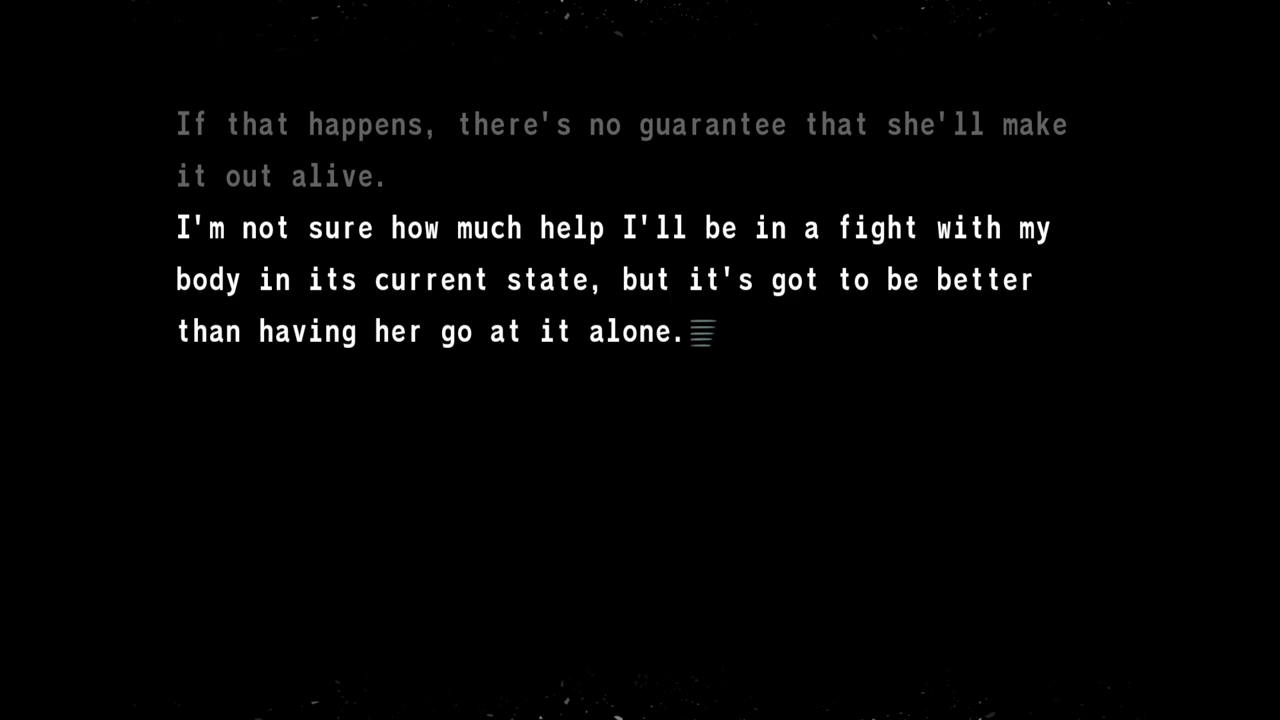 If that happens, there's no guarantee that she'll make
it out alive.
I'm not sure how much help I'll be in a fight with my
body in its current state, but it's got to be better
than having her go at it alone.